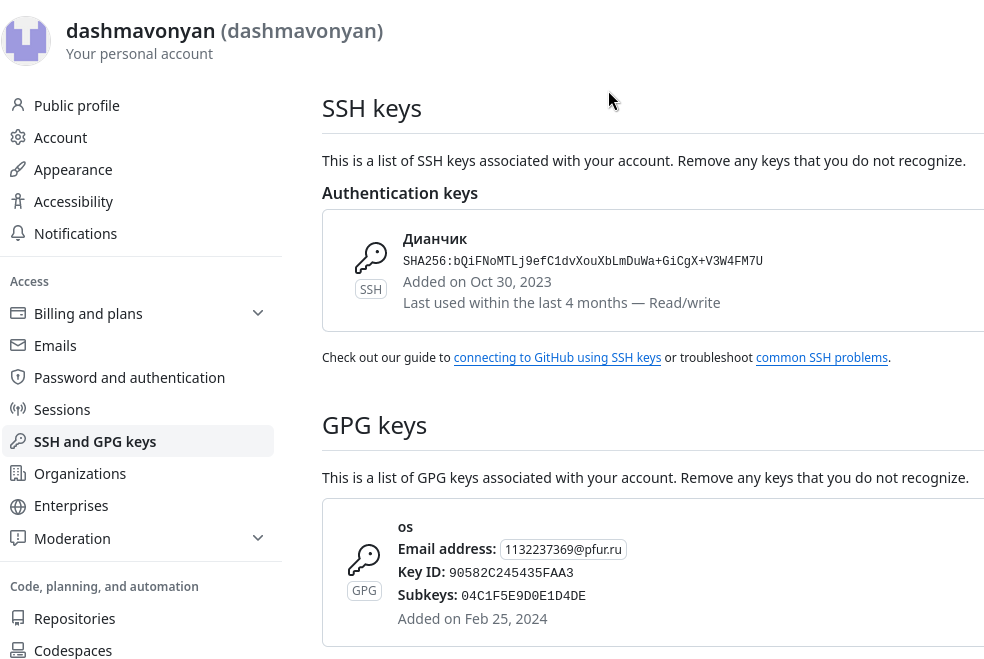 dashmavonyan (dashmavonyan)
Your personal account
Public profile
Account
Appearance
Accessibility
Notifications
Access
Billing and plans
Emails
Password and authentication
Sessions
SSH and GPG keys
Organizations
Enterprises
Moderation
Code, planning, and automation
Repositories
Codespaces
SSH keys
This is a list of SSH keys associated with your account. Remove any keys that you do not recognize.
Authentication keys
Дианчик
SHA256:bQiFNoMTLj9efC1dvXouXbLmDuWa+GiCgX+V3W4FM7U
SSH
Added on Oct 30, 2023
Last used within the last 4 months — Read/write
Check out our guide to connecting to GitHub using SSH keys or troubleshoot common SSH problems.
GPG keys
This is a list of GPG keys associated with your account. Remove any keys that you do not recognize.
os
Email address: 1132237369@pfur.ru
Key ID: 90582C245435FAA3
GPG
Subkeys: 04C1F5E9D0E1D4DE
Added on Feb 25, 2024